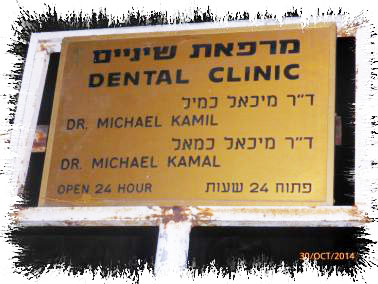 מרפאת שיניים
DENTAL CLINIC
ד"ר מיכאל כמיל
DR. MICHAEL KAMIL
ד"ר מיכאל כמאל
DR. MICHAEL KAMAL
OPEN 24 HOUR פתוח 24 שעות
30/OCT/2014